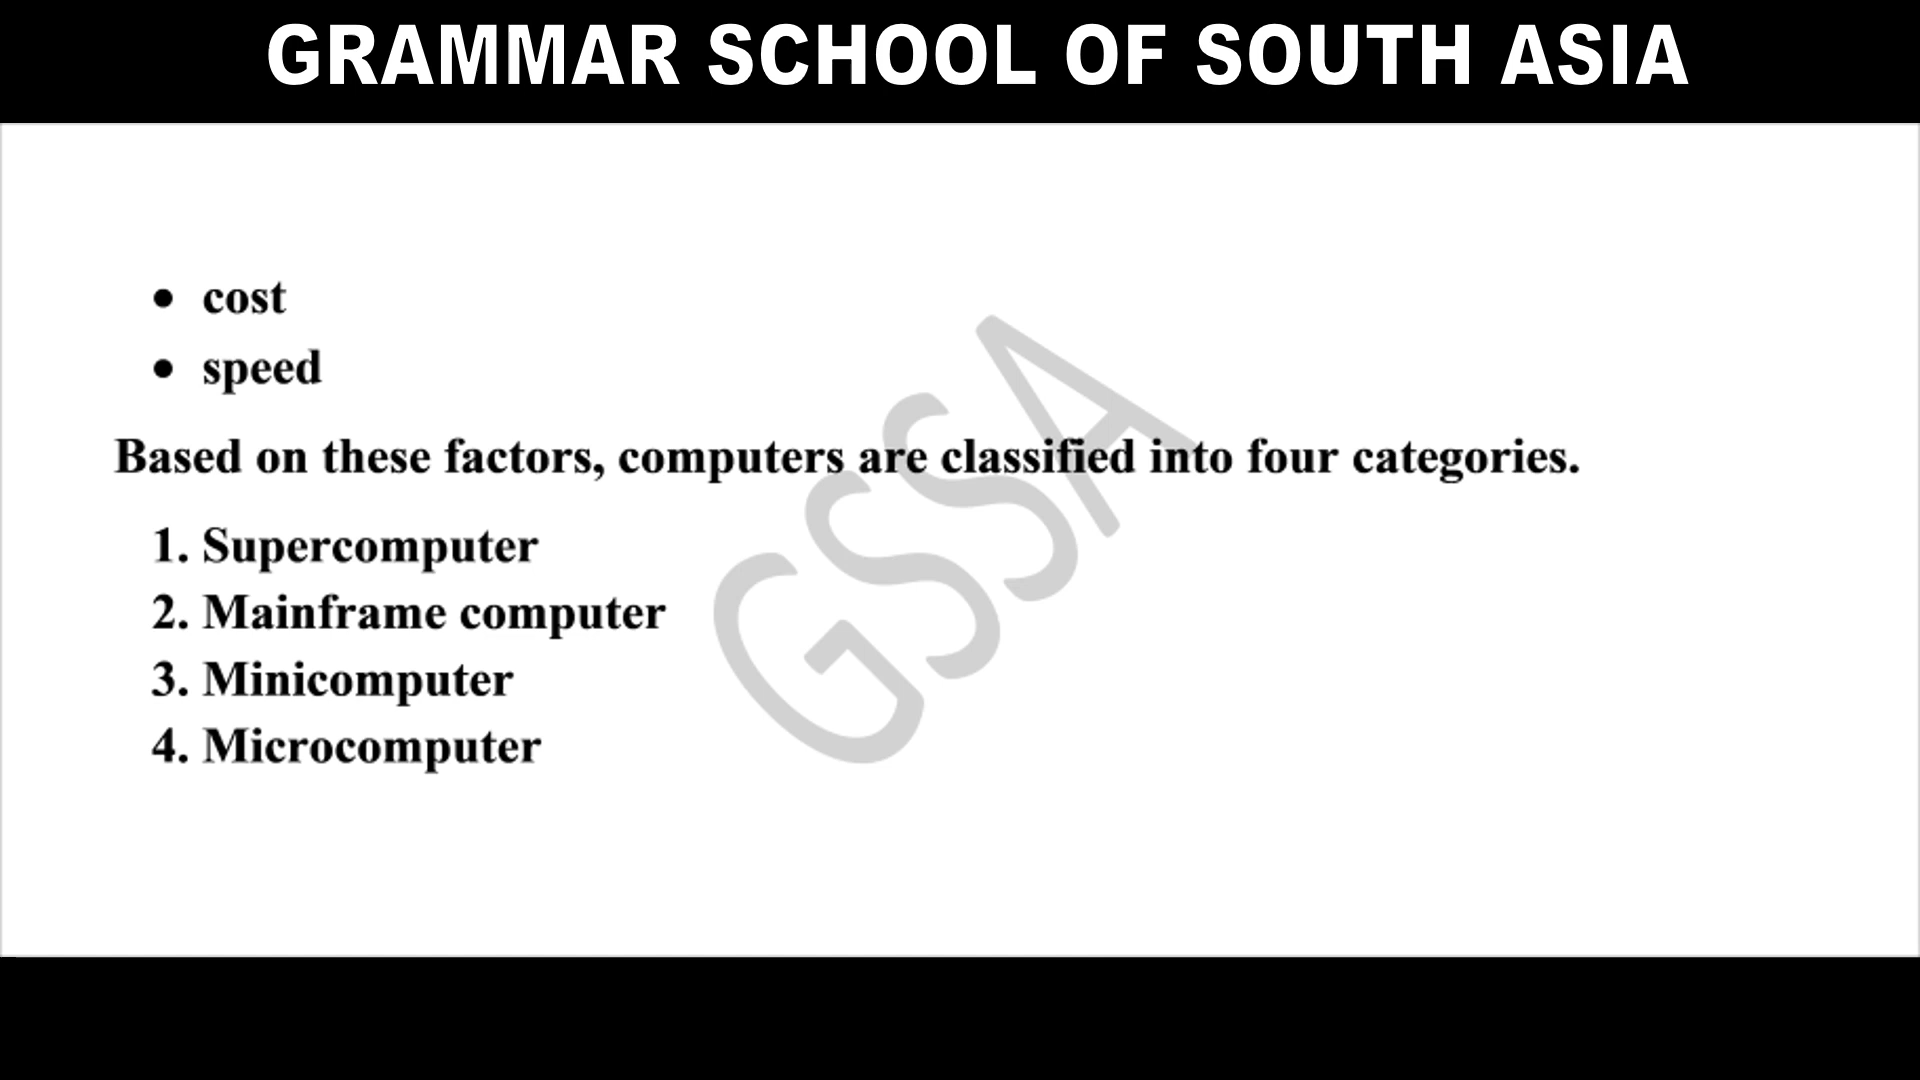 GRAMMAR SCHOOL OF SOUTH ASIA
• cost
• speed
Based on these factors, computers are classified into four categories.
1. Supercomputer
2. Mainframe computer
3. Minicomputer
4. Microcomputer
GSSA